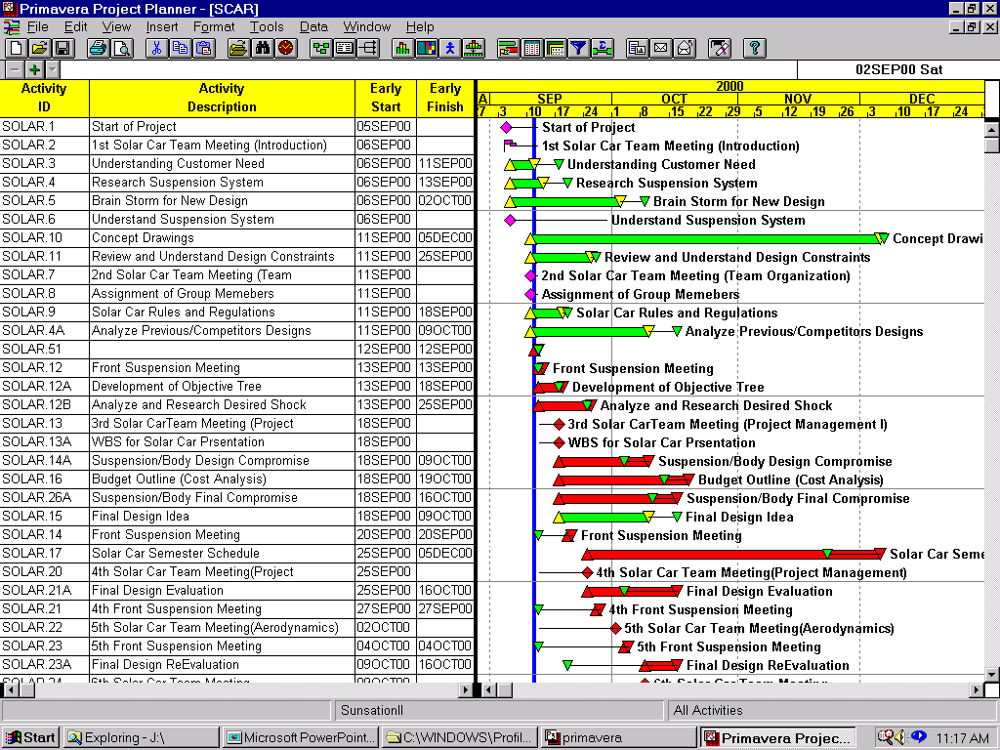 Primavera Project Planner - [SCAR]
File Edit View Insert Format Tools Data Window Help
02SEP00 Sat
Activity ID Activity Description Early Start Early Finish
2000
A SEP OCT NOV DEC
27 3 10 17 24 1 8 15 22 29 5 12 19 26 3 10 17 24
SOLAR.1 Start of Project 05SEP00 Start of Project
SOLAR.2 1st Solar Car Team Meeting (Introduction) 06SEP00 1st Solar Car Team Meeting (Introduction)
SOLAR.3 Understanding Customer Need 06SEP00 11SEP00 Understanding Customer Need
SOLAR.4 Research Suspension System 06SEP00 13SEP00 Research Suspension System
SOLAR.5 Brain Storm for New Design 06SEP00 02OCT00 Brain Storm for New Design
SOLAR.6 Understand Suspension System 06SEP00 Understand Suspension System
SOLAR.10 Concept Drawings 11SEP00 05DEC00 Concept Drawi
SOLAR.11 Review and Understand Design Constraints 11SEP00 25SEP00 Review and Understand Design Constraints
SOLAR.7 2nd Solar Car Team Meeting (Team 11SEP00 2nd Solar Car Team Meeting (Team Organization)
SOLAR.8 Assignment of Group Memebers 11SEP00 Assignment of Group Memebers
SOLAR.9 Solar Car Rules and Regulations 11SEP00 18SEP00 Solar Car Rules and Regulations
SOLAR.4A Analyze Previous/Competitors Designs 11SEP00 09OCT00 Analyze Previous/Competitors Designs
SOLAR.51 12SEP00 12SEP00
SOLAR.12 Front Suspension Meeting 13SEP00 13SEP00 Front Suspension Meeting
SOLAR.12A Development of Objective Tree 13SEP00 18SEP00 Development of Objective Tree
SOLAR.12B Analyze and Research Desired Shock 13SEP00 25SEP00 Analyze and Research Desired Shock
SOLAR.13 3rd Solar CarTeam Meeting (Project 18SEP00 3rd Solar CarTeam Meeting (Project Management I)
SOLAR.13A WBS for Solar Car Prsentation 18SEP00 WBS for Solar Car Prsentation
SOLAR.14A Suspension/Body Design Compromise 18SEP00 09OCT00 Suspension/Body Design Compromise
SOLAR.16 Budget Outline (Cost Analysis) 18SEP00 19OCT00 Budget Outline (Cost Analysis)
SOLAR.26A Suspension/Body Final Compromise 18SEP00 16OCT00 Suspension/Body Final Compromise
SOLAR.15 Final Design Idea 18SEP00 09OCT00 Final Design Idea
SOLAR.14 Front Suspension Meeting 20SEP00 20SEP00 Front Suspension Meeting
SOLAR.17 Solar Car Semester Schedule 25SEP00 05DEC00 Solar Car Seme
SOLAR.20 4th Solar Car Team Meeting(Project 25SEP00 4th Solar Car Team Meeting(Project Management)
SOLAR.21A Final Design Evaluation 25SEP00 16OCT00 Final Design Evaluation
SOLAR.21 4th Front Suspension Meeting 27SEP00 27SEP00 4th Front Suspension Meeting
SOLAR.22 5th Solar Car Team Meeting(Aerodynamics) 02OCT00 5th Solar Car Team Meeting(Aerodynamics)
SOLAR.23 5th Front Suspension Meeting 04OCT00 04OCT00 5th Front Suspension Meeting
SOLAR.23A Final Design ReEvaluation 09OCT00 16OCT00 Final Design ReEvaluation
SunsationII All Activities
Start Exploring - J:\ Microsoft PowerPoint... C:\WINDOWS\Profil... primavera Primavera Projec... 11:17 AM